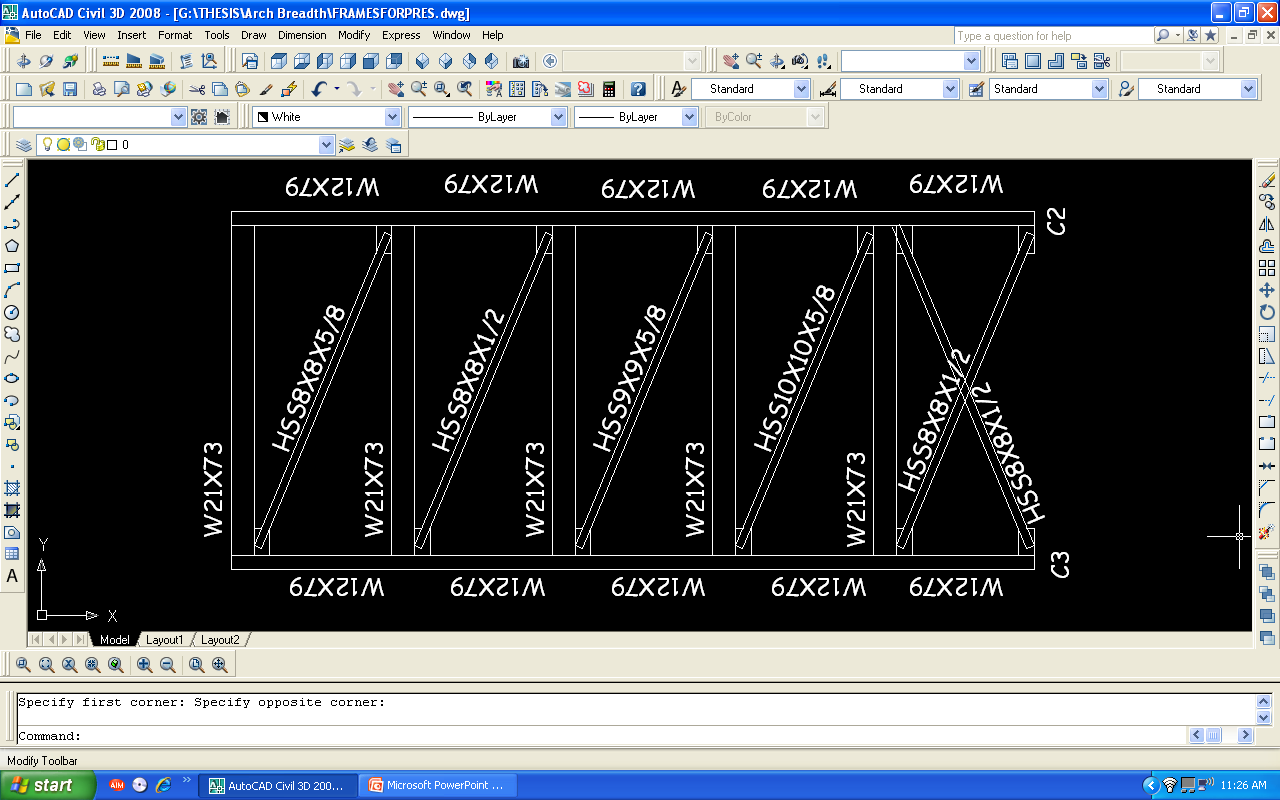 AutoCAD Civil 3D 2008 - [G:\THESIS\Arch Breadth\FRAMESFORPRES.dwg]
File Edit View Insert Format Tools Draw Dimension Modify Express Window Help Type a question for help
Standard Standard Standard Standard
White ByLayer ByLayer ByColor
0
W12X79 W12X79 W12X79 W12X79 W12X79
C2
HSS8X8X5/8 HSS8X8X1/2 HSS9X9X5/8 HSS10X10X5/8 HSS8X8X1/2 HSS8X8X1/2
W21X73 W21X73 W21X73 W21X73 W21X73
C3
W12X79 W12X79 W12X79 W12X79 W12X79
Y
X
A
Model Layout1 Layout2
Specify first corner: Specify opposite corner:
Command:
Modify Toolbar
start AIM AutoCAD Civil 3D 200... Microsoft PowerPoint ... 11:26 AM